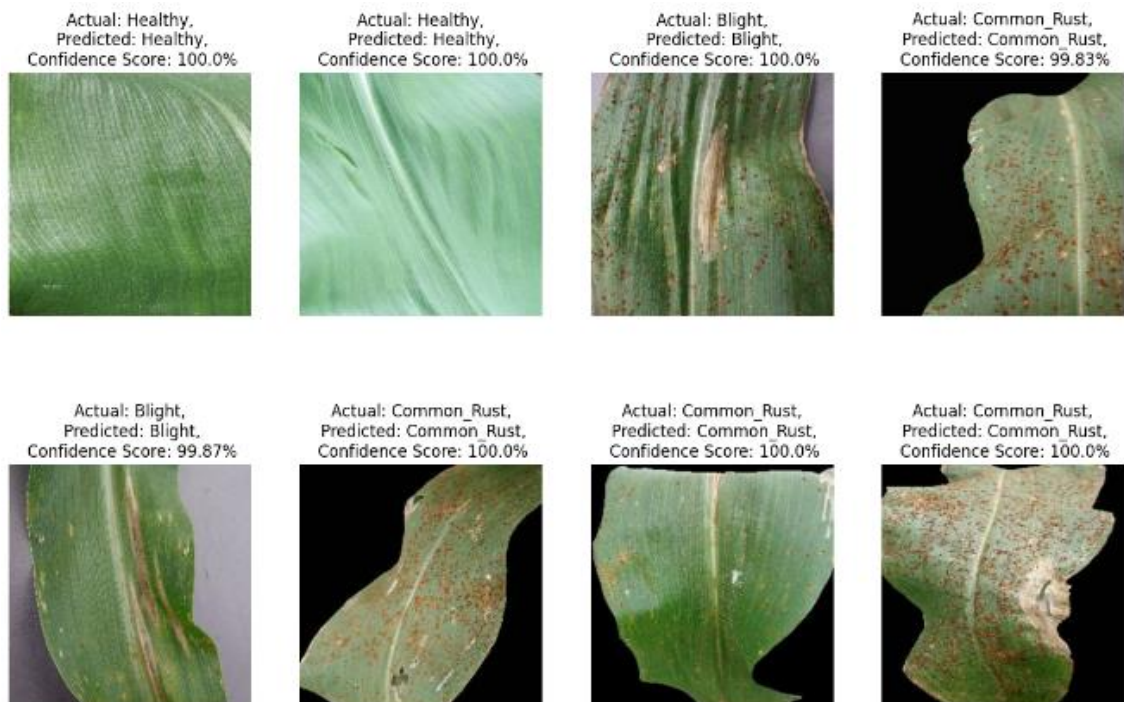 Actual: Healthy,
Predicted: Healthy,
Confidence Score: 100.0%
Actual: Healthy,
Predicted: Healthy,
Confidence Score: 100.0%
Actual: Blight,
Predicted: Blight,
Confidence Score: 100.0%
Actual: Common_Rust,
Predicted: Common_Rust,
Confidence Score: 99.83%
Actual: Blight,
Predicted: Blight,
Confidence Score: 99.87%
Actual: Common_Rust,
Predicted: Common_Rust,
Confidence Score: 100.0%
Actual: Common_Rust,
Predicted: Common_Rust,
Confidence Score: 100.0%
Actual: Common_Rust,
Predicted: Common_Rust,
Confidence Score: 100.0%